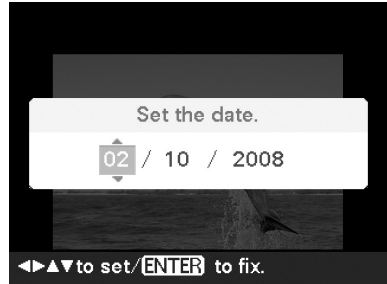 Set the date.
02 / 10 / 2008
◄►▲▼to set/ENTER to fix.